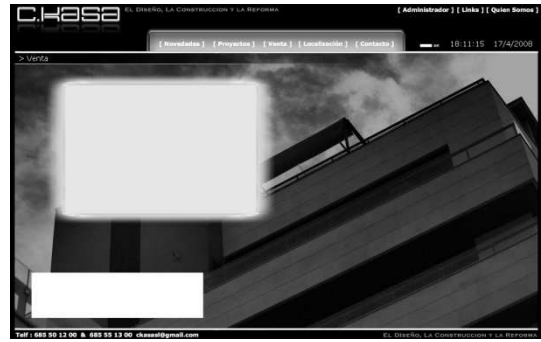 C.KASA
EL DISEÑO, LA CONSTRUCCION Y LA REFORMA
[ Administrador ] [ Links ] [ Quien Somos ]
[ Novedades ] [ Proyectos ] [ Venta ] [ Localización ] [ Contacto ]
18:11:15 17/4/2008
> Venta
Telf : 685 50 12 00 & 685 55 13 00 ckasasl@gmail.com
EL DISEÑO, LA CONSTRUCCION Y LA REFORMA